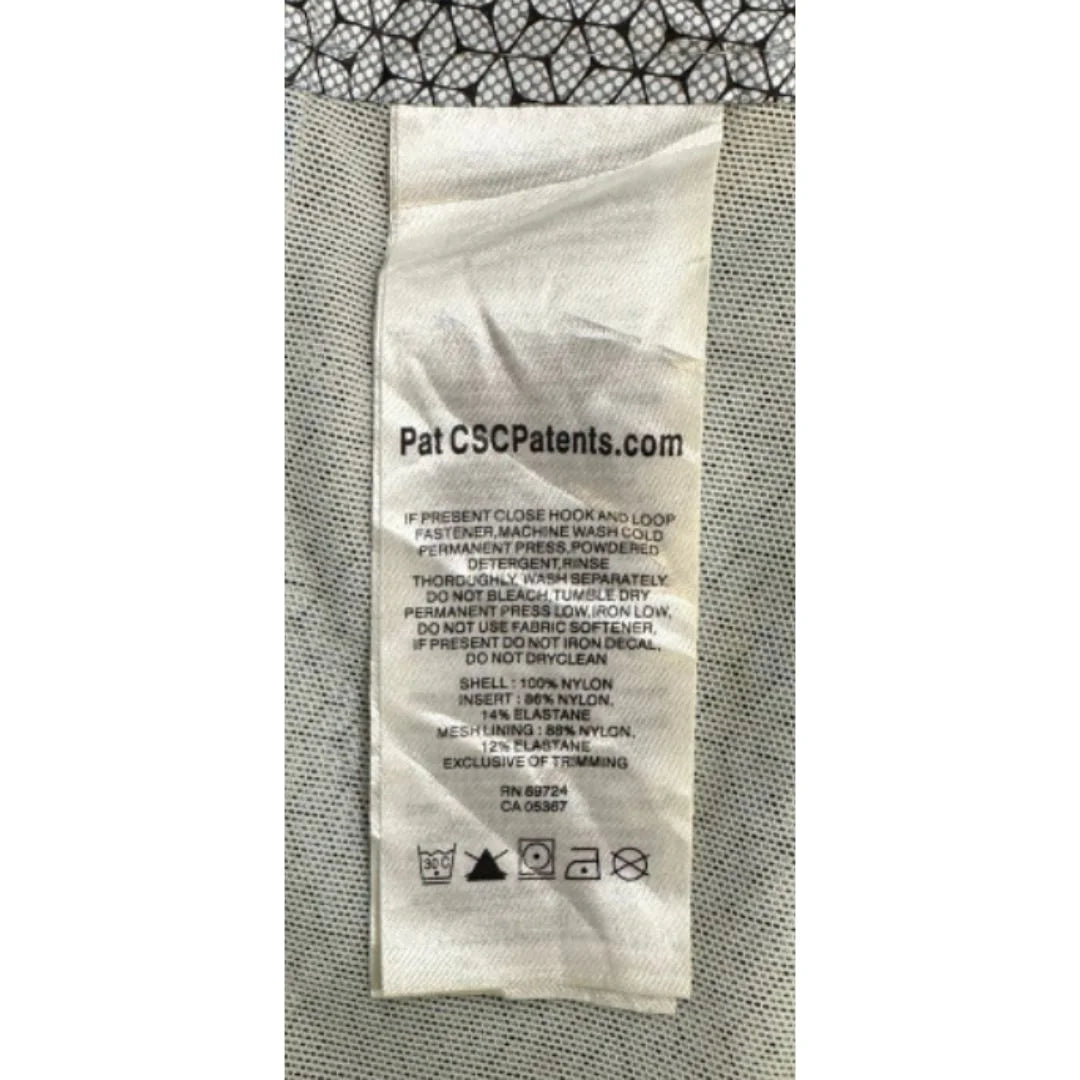 Pat CSCPatents.com
IF PRESENT CLOSE HOOK AND LOOP
FASTENER,MACHINE WASH COLD
PERMANENT PRESS,POWDERED
DETERGENT,RINSE
THOROUGHLY, WASH SEPARATELY.
DO NOT BLEACH,TUMBLE DRY
PERMANENT PRESS LOW,IRON LOW,
DO NOT USE FABRIC SOFTENER,
IF PRESENT DO NOT IRON DECAL,
DO NOT DRYCLEAN
SHELL : 100% NYLON
INSERT : 86% NYLON,
14% ELASTANE
MESH LINING : 88% NYLON,
12% ELASTANE
EXCLUSIVE OF TRIMMING
RN 69724
CA 05367
30C